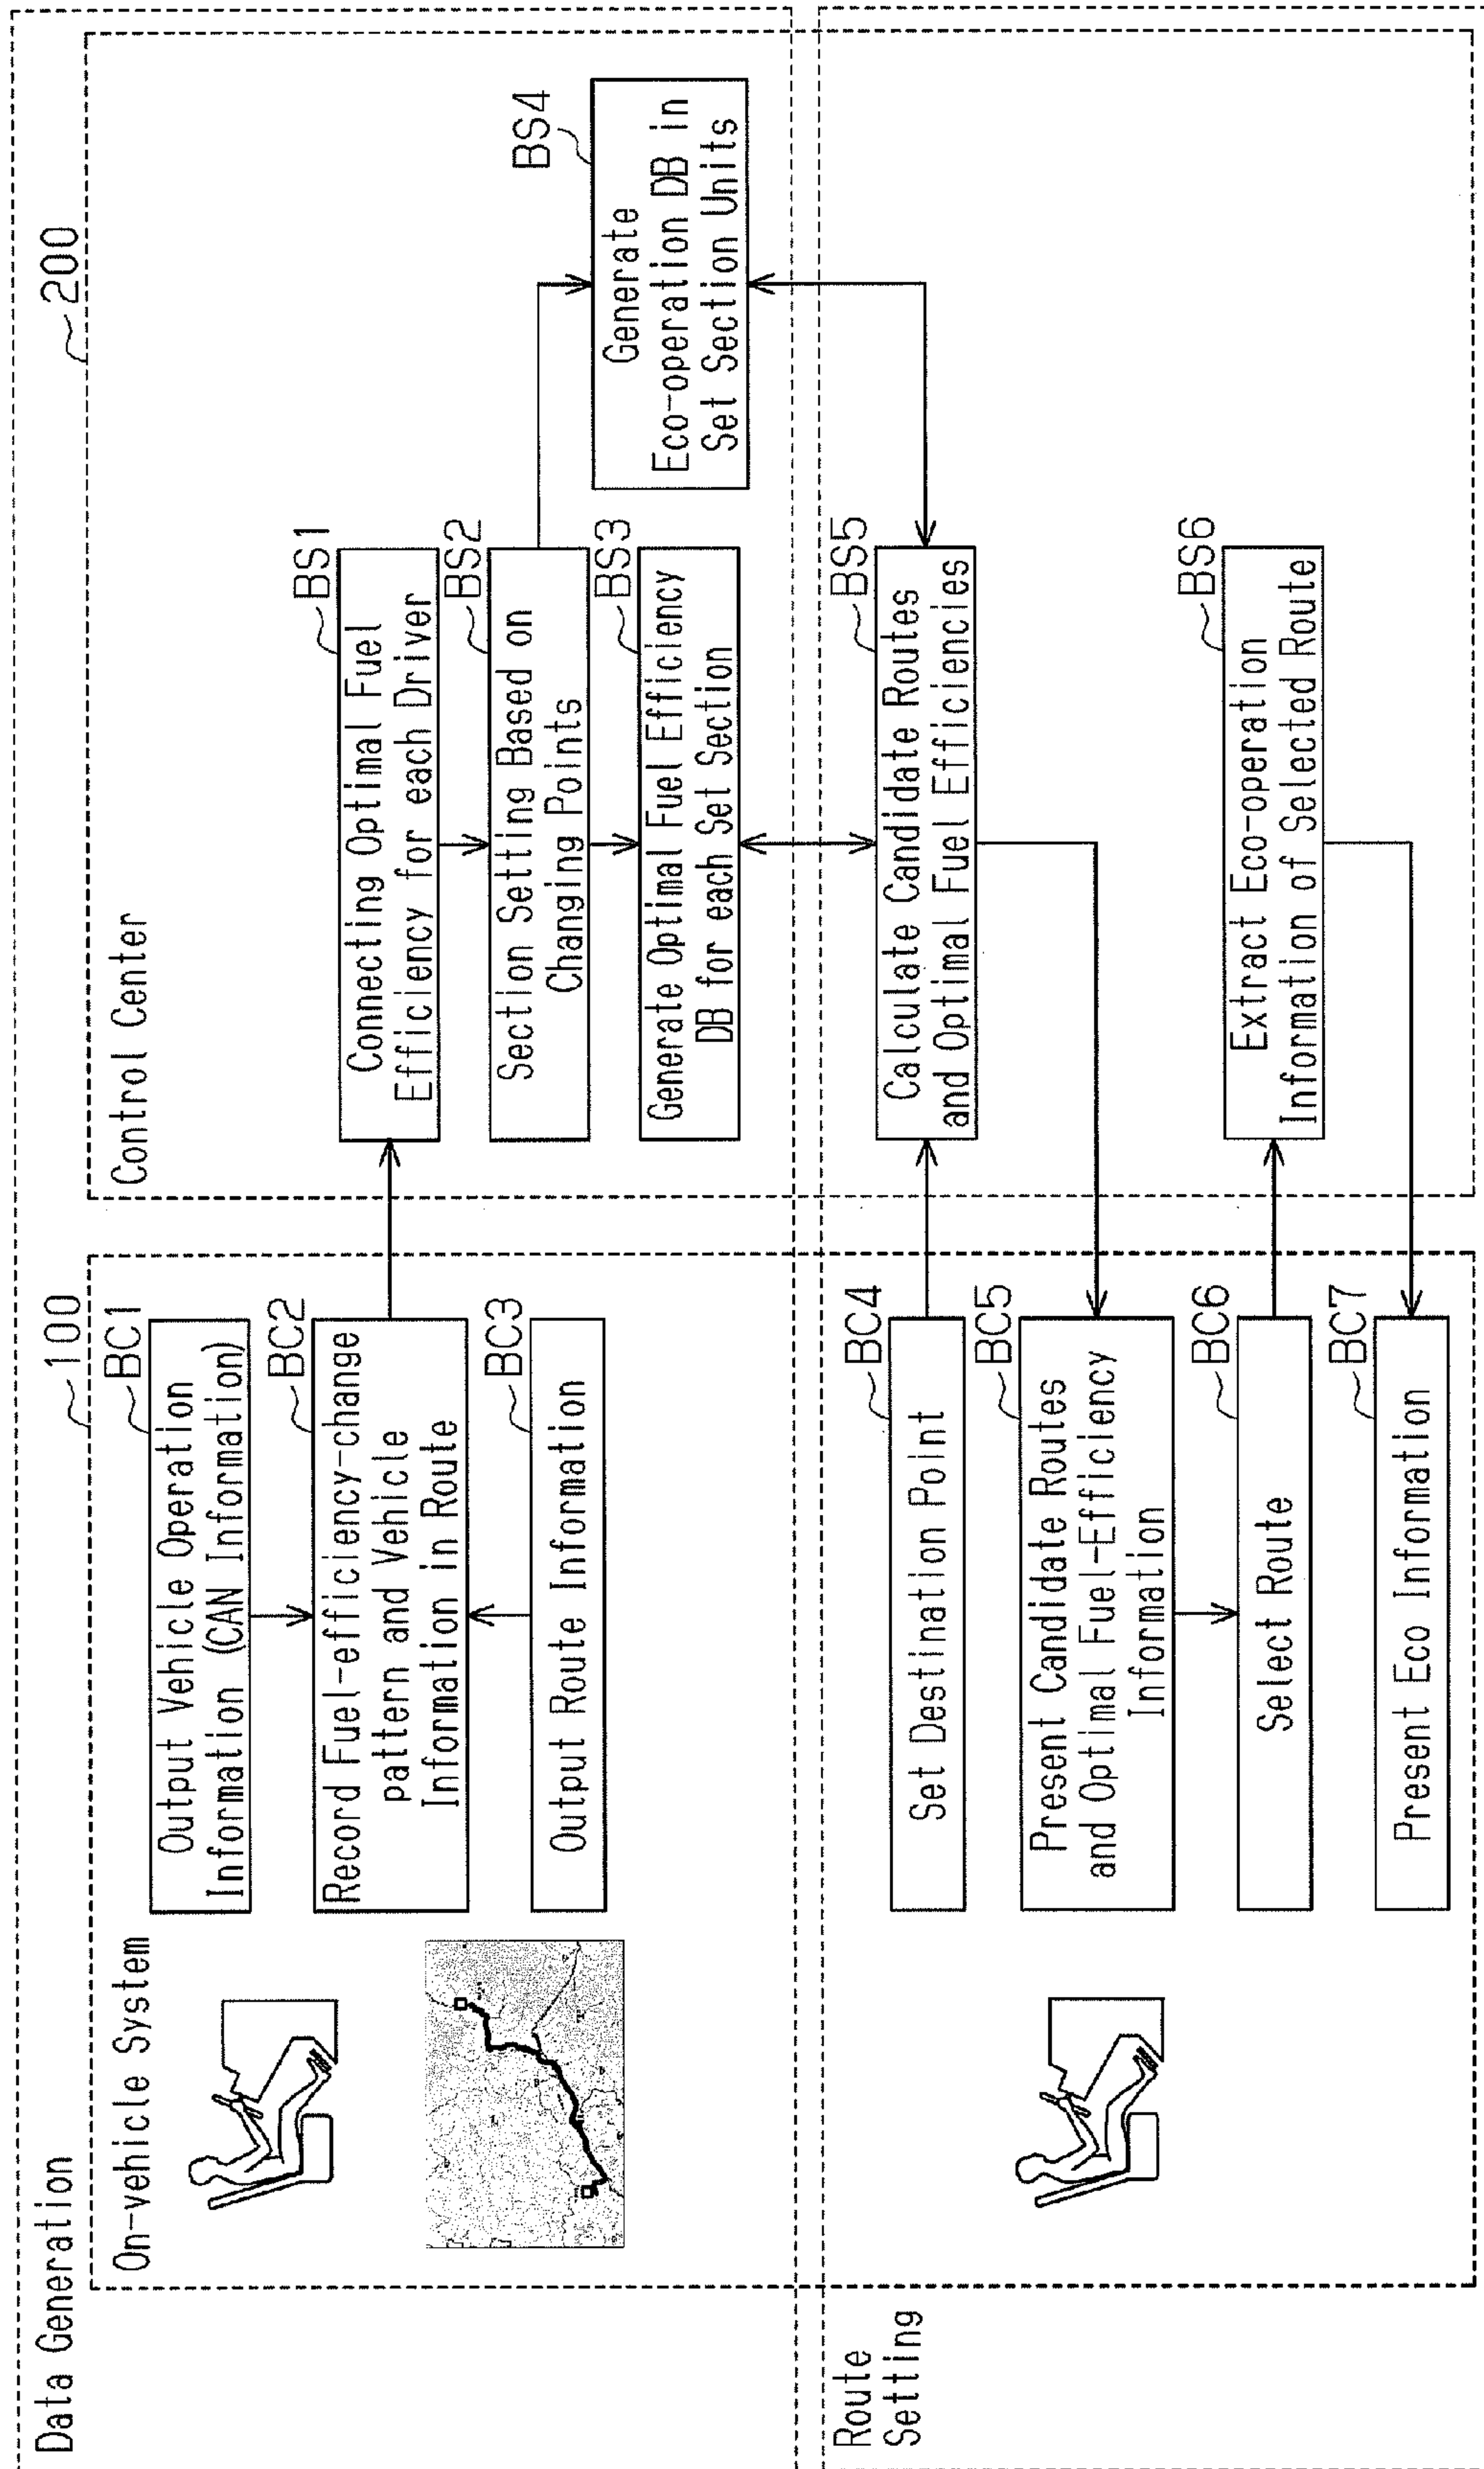 Data Generation
100
On-vehicle System
BC1
Output Vehicle Operation
Information (CAN Information)
BC2
Record Fuel-efficiency-change
pattern and Vehicle
Information in Route
BC3
Output Route Information
200
Control Center
BS1
Connecting Optimal Fuel
Efficiency for each Driver
BS2
Section Setting Based on
Changing Points
BS3
Generate Optimal Fuel Efficiency
DB for each Set Section
BS4
Generate
Eco-operation DB in
Set Section Units
Route
Setting
BC4
Set Destination Point
BC5
Present Candidate Routes
and Optimal Fuel-Efficiency
Information
BC6
Select Route
BC7
Present Eco Information
BS5
Calculate Candidate Routes
and Optimal Fuel Efficiencies
BS6
Extract Eco-operation
Information of Selected Route